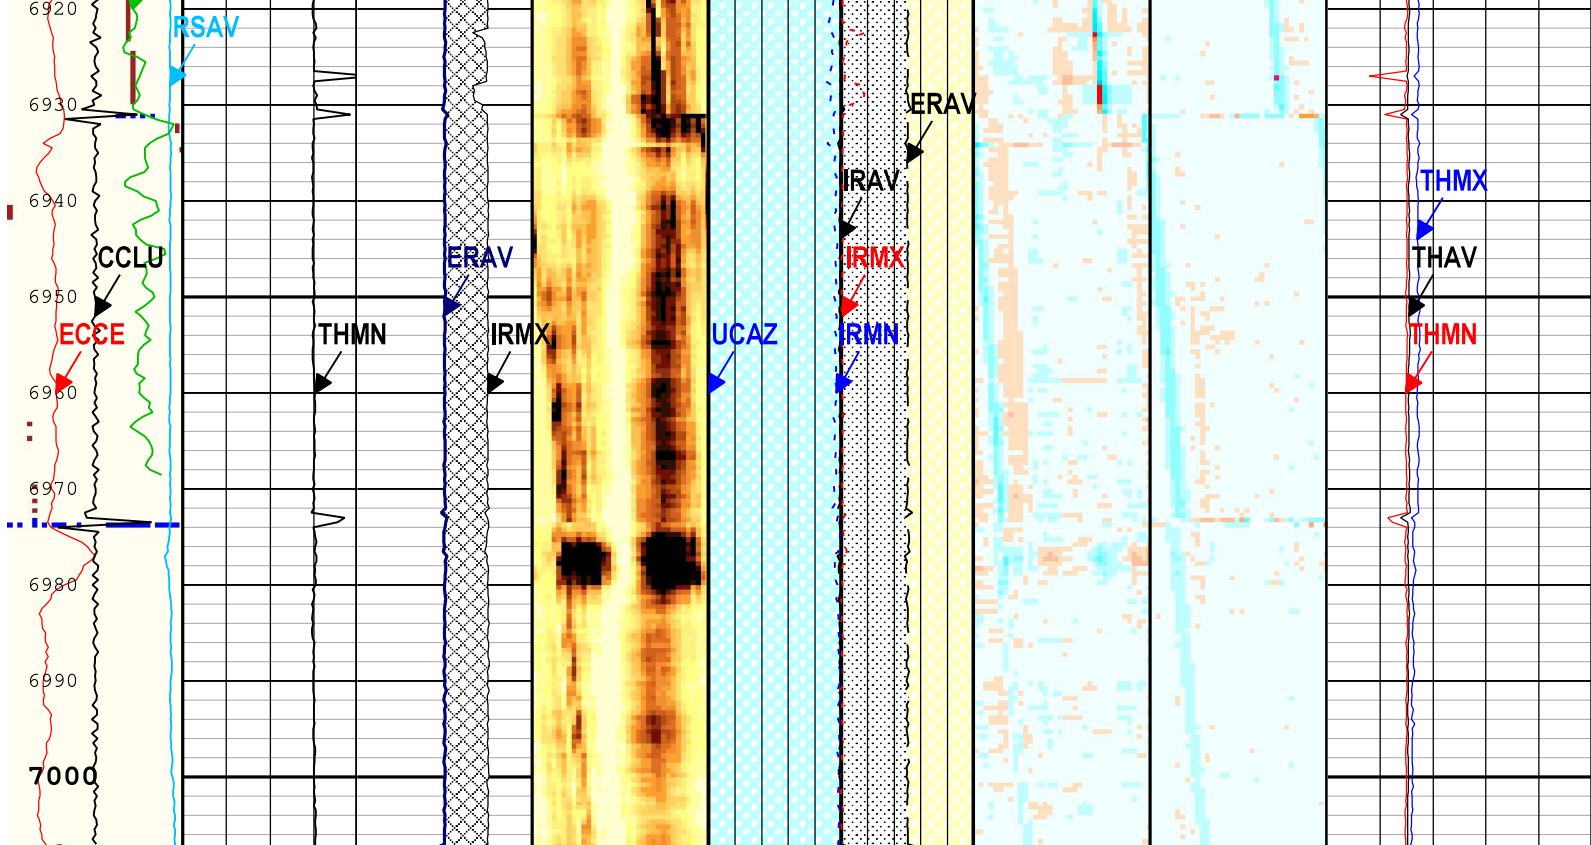 6920
RSAV
6930
ERAV
6940
IRAV
THMX
CCLU
ERAV
IRMX
THAV
6950
ECCE
THMN
IRMX
UCAZ
IRMN
THMN
6960
6970
6980
6990
7000